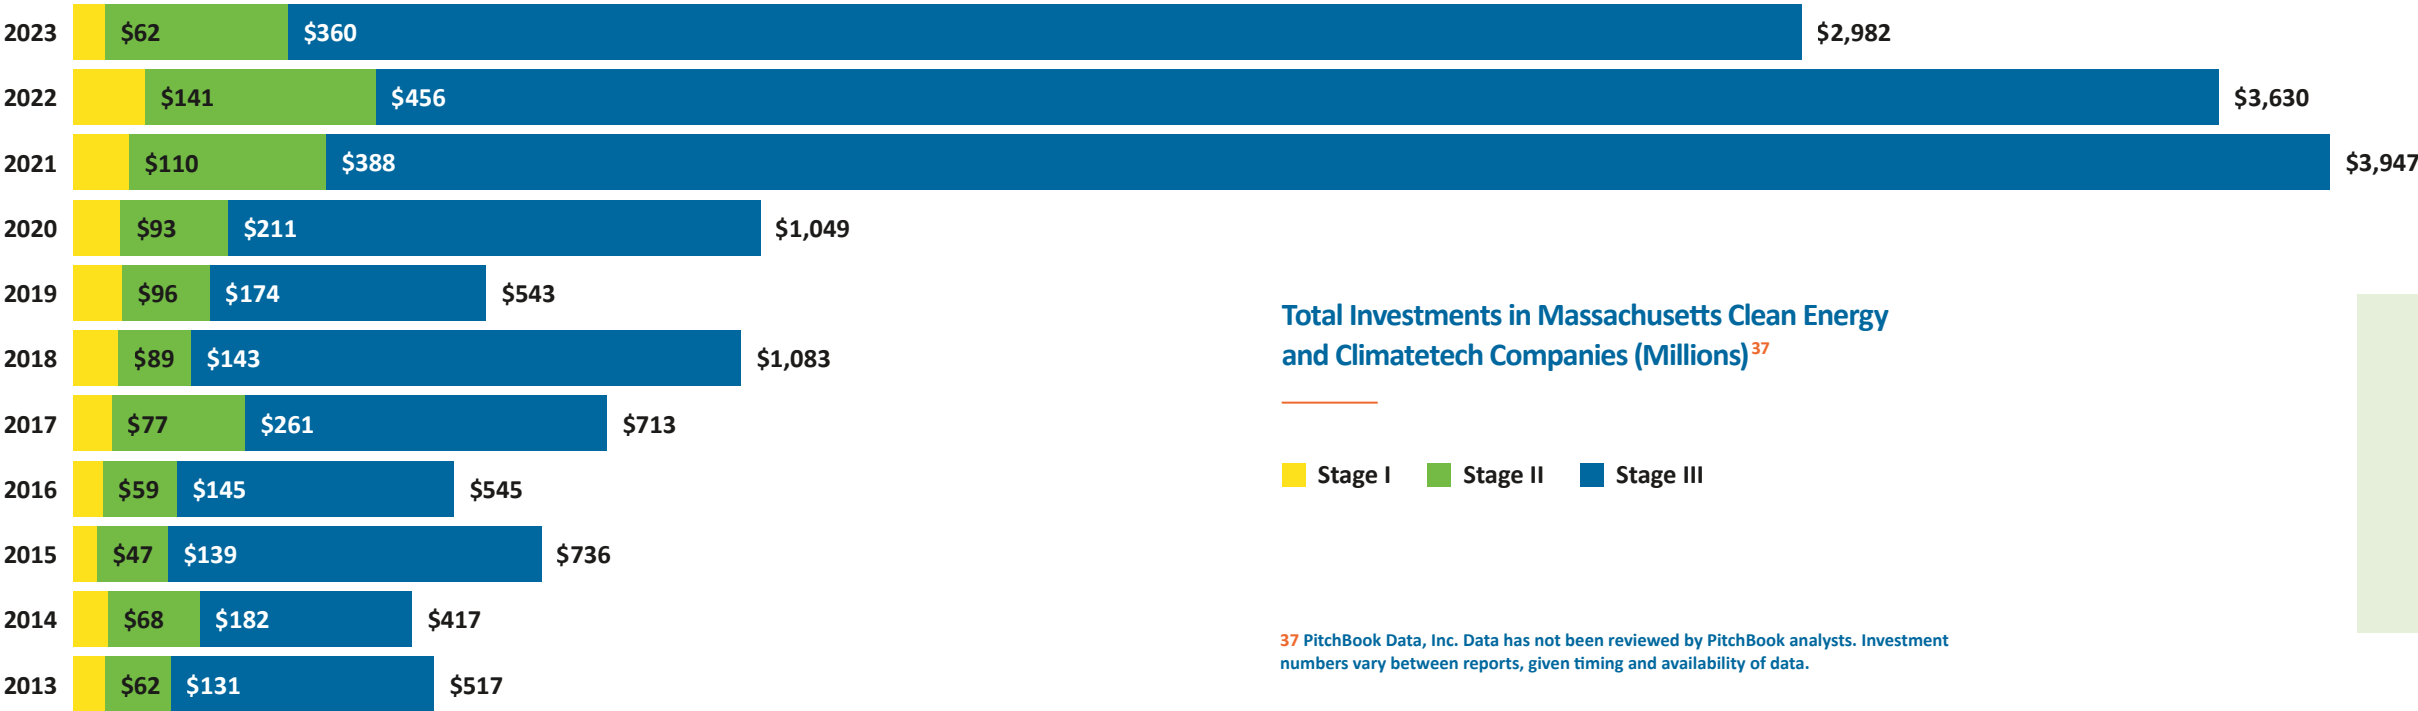 2023 $62 $360 $2,982
2022 $141 $456 $3,630
2021 $110 $388 $3,947
2020 $93 $211 $1,049
2019 $96 $174 $543
2018 $89 $143 $1,083
2017 $77 $261 $713
2016 $59 $145 $545
2015 $47 $139 $736
2014 $68 $182 $417
2013 $62 $131 $517
Total Investments in Massachusetts Clean Energy
and Climatetech Companies (Millions) 37
Stage I Stage II Stage III
37 PitchBook Data, Inc. Data has not been reviewed by PitchBook analysts. Investment
numbers vary between reports, given timing and availability of data.